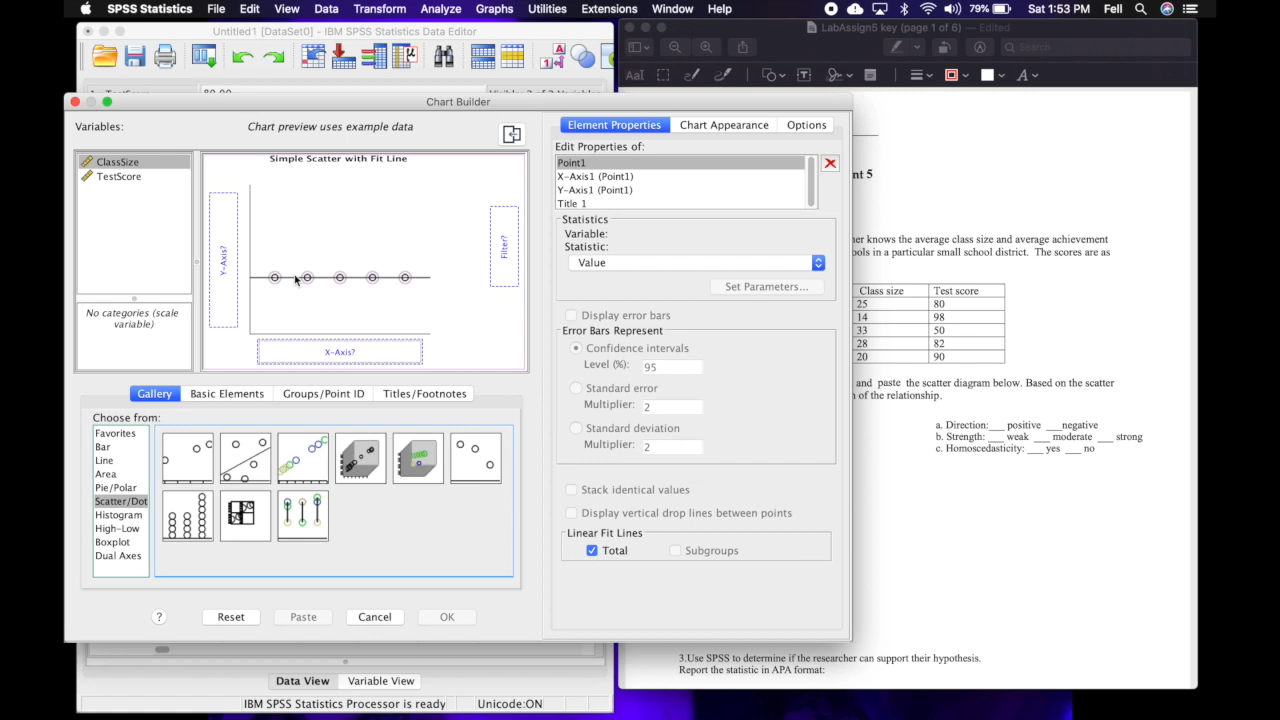 SPSS Statistics File Edit View Data Transform Analyze Graphs Utilities Extensions Window Help 79% Sat 1:53 PM Fell
Untitled1 [DataSet0] - IBM SPSS Statistics Data Editor
LabAssign5 key (page 1 of 6) — Edited
Search
Chart Builder
Variables:
Chart preview uses example data
ClassSize
TestScore
No categories (scale
variable)
Simple Scatter with Fit Line
Y-Axis?
Filter?
X-Axis?
Gallery Basic Elements Groups/Point ID Titles/Footnotes
Choose from:
Favorites
Bar
Line
Area
Pie/Polar
Scatter/Dot
Histogram
High-Low
Boxplot
Dual Axes
? Reset Paste Cancel OK
Element Properties Chart Appearance Options
Edit Properties of:
Point1
X-Axis1 (Point1)
Y-Axis1 (Point1)
Title 1
Statistics
Variable:
Statistic:
Value
Set Parameters...
Display error bars
Error Bars Represent
Confidence intervals
Level (%): 95
Standard error
Multiplier: 2
Standard deviation
Multiplier: 2
Stack identical values
Display vertical drop lines between points
Linear Fit Lines
Total Subgroups
Data View Variable View
IBM SPSS Statistics Processor is ready Unicode:ON
nt 5
her knows the average class size and average achievement
ools in a particular small school district. The scores are as
Class size Test score
25 80
14 98
33 50
28 82
20 90
and paste the scatter diagram below. Based on the scatter
of the relationship.
a. Direction:___ positive ___negative
b. Strength: ___ weak ___ moderate ___ strong
c. Homoscedasticity: ___ yes ___ no
3.Use SPSS to determine if the researcher can support their hypothesis.
Report the statistic in APA format: